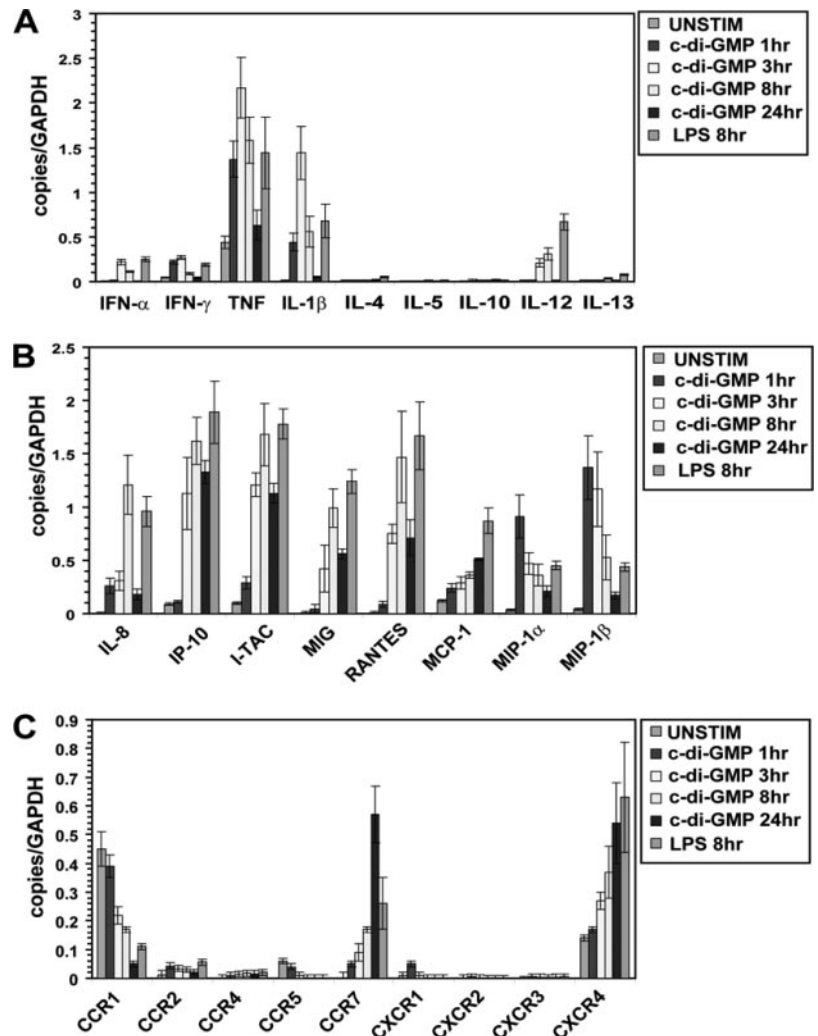 A
copies/GAPDH
3
2.5
2
1.5
1
0.5
0
IFN-α IFN-γ TNF IL-1β IL-4 IL-5 IL-10 IL-12 IL-13
UNSTIM
c-di-GMP 1hr
c-di-GMP 3hr
c-di-GMP 8hr
c-di-GMP 24hr
LPS 8hr
B
copies/GAPDH
2.5
2
1.5
1
0.5
0
IL-8 IP-10 I-TAC MIG RANTES MCP-1 MIP-1α MIP-1β
UNSTIM
c-di-GMP 1hr
c-di-GMP 3hr
c-di-GMP 8hr
c-di-GMP 24hr
LPS 8hr
C
copies/GAPDH
0.9
0.8
0.7
0.6
0.5
0.4
0.3
0.2
0.1
0
CCR1 CCR2 CCR4 CCR5 CCR7 CXCR1 CXCR2 CXCR3 CXCR4
UNSTIM
c-di-GMP 1hr
c-di-GMP 3hr
c-di-GMP 8hr
c-di-GMP 24hr
LPS 8hr